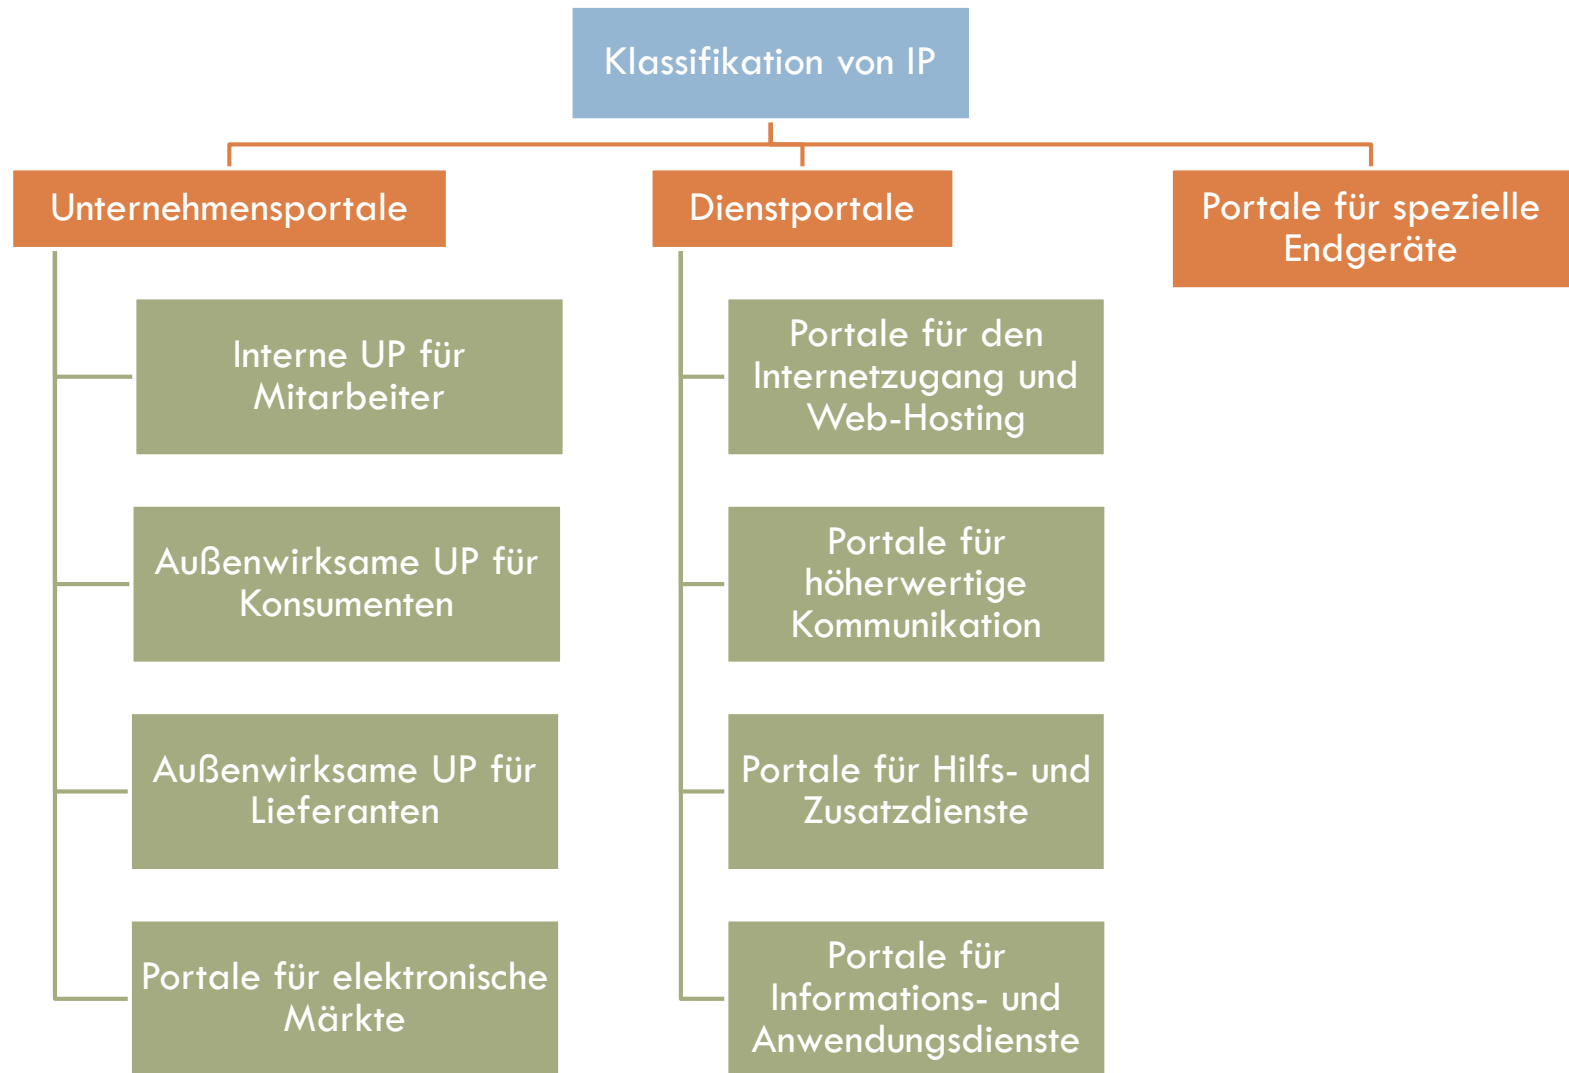 Klassifikation von IP
Unternehmensportale
Interne UP für
Mitarbeiter
Außenwirksame UP für
Konsumenten
Außenwirksame UP für
Lieferanten
Portale für elektronische
Märkte
Dienstportale
Portale für den
Internetzugang und
Web-Hosting
Portale für
höherwertige
Kommunikation
Portale für Hilfs- und
Zusatzdienste
Portale für
Informations- und
Anwendungsdienste
Portale für spezielle
Endgeräte